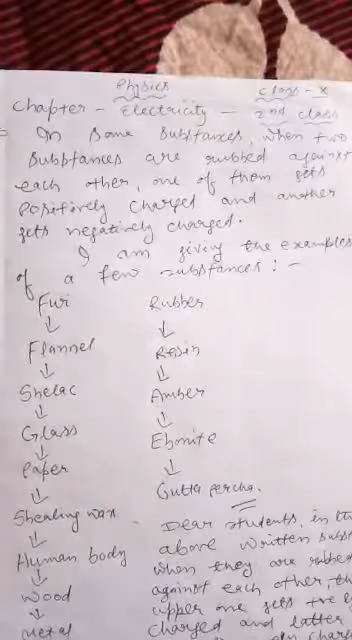 Physics Class - X
Chapter - Electricity - 2nd class
In some substances, when two
substances are rubbed against
each other, one of them gets
positively charged and another
gets negatively charged.
I am giving the examples
of a few substances : -
Fur
↓
Flannel
↓
Shelac
↓
Glass
↓
Paper
↓
Shealing wax
↓
Human body
↓
Wood
↓
Metal
Rubber
↓
Resin
↓
Amber
↓
Ebonite
↓
Gutta percha.
Dear students, in the
above written subst
when they are rubbed
against each other, the
upper one gets +ve
charged and latter